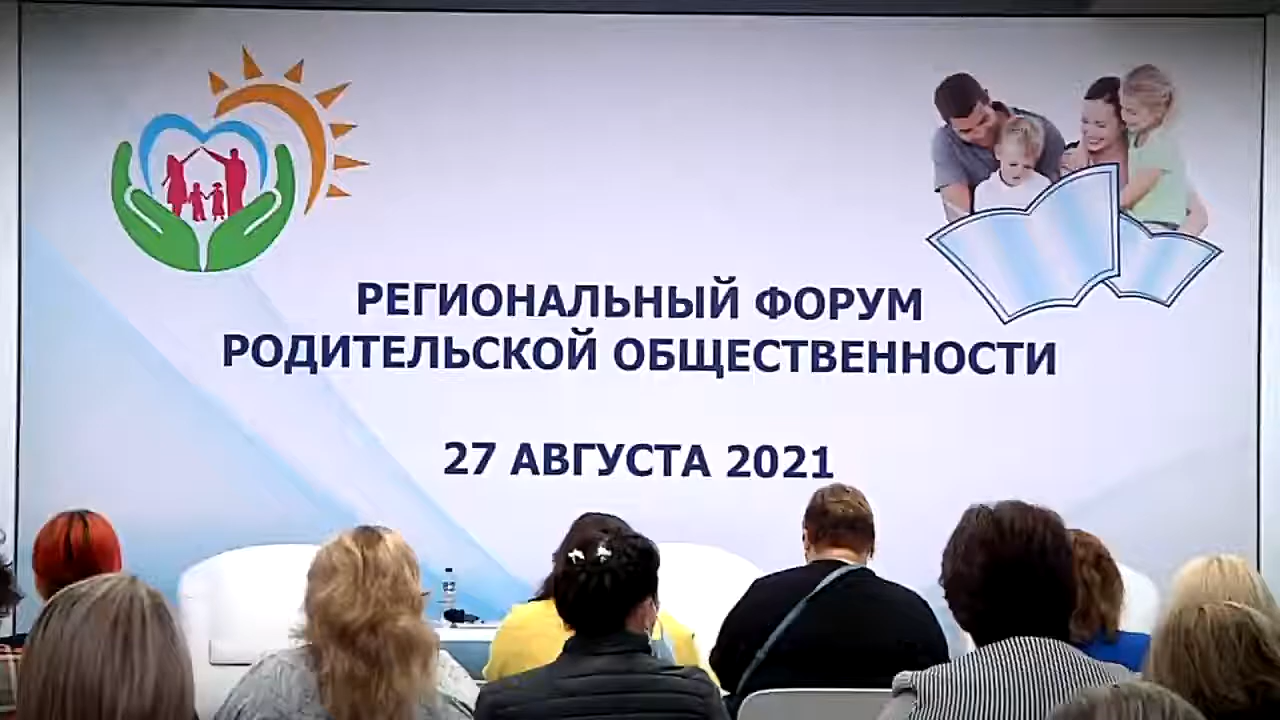 РЕГИОНАЛЬНЫЙ ФОРУМ
РОДИТЕЛЬСКОЙ ОБЩЕСТВЕННОСТИ
27 АВГУСТА 2021